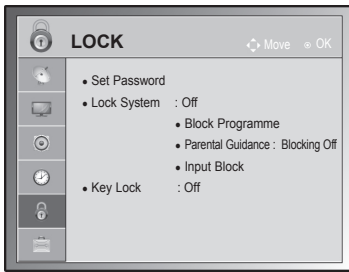 LOCK
Move OK
• Set Password
• Lock System : Off
• Block Programme
• Parental Guidance : Blocking Off
• Input Block
• Key Lock : Off